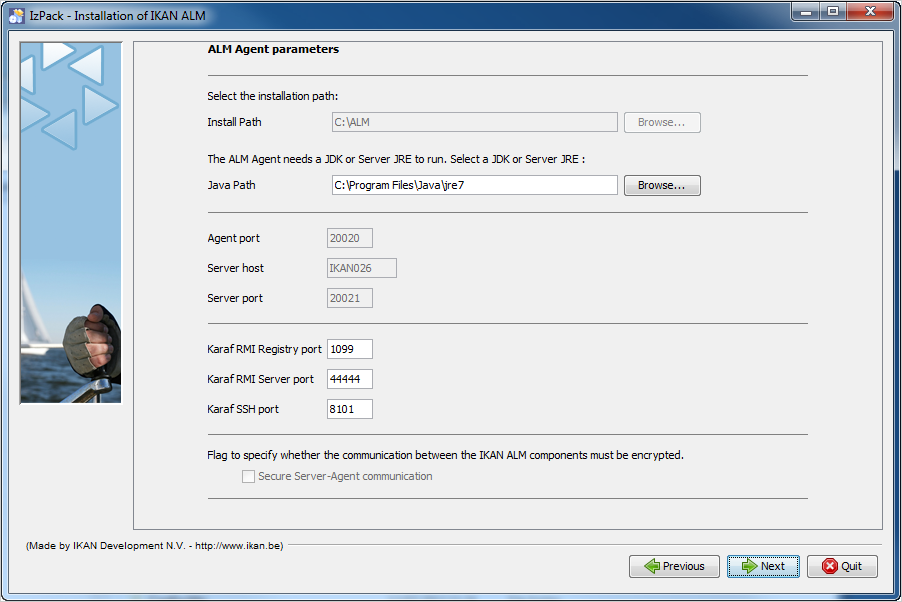 IzPack - Installation of IKAN ALM
ALM Agent parameters
Select the installation path:
Install Path C:\ALM Browse...
The ALM Agent needs a JDK or Server JRE to run. Select a JDK or Server JRE :
Java Path C:\Program Files\Java\jre7 Browse...
Agent port 20020
Server host IKAN026
Server port 20021
Karaf RMI Registry port 1099
Karaf RMI Server port 44444
Karaf SSH port 8101
Flag to specify whether the communication between the IKAN ALM components must be encrypted.
Secure Server-Agent communication
(Made by IKAN Development N.V. - http://www.ikan.be)
Previous Next Quit